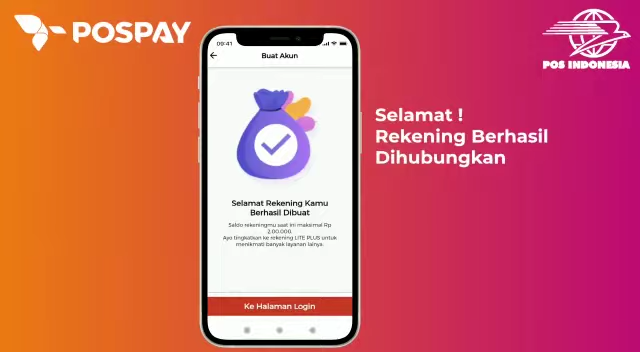 POSPAY
POS INDONESIA
09:41
Buat Akun
Selamat Rekening Kamu
Berhasil Dibuat
Saldo rekeningmu saat ini maksimal Rp
2.00.000.
Ayo tingkatkan ke rekening LITE PLUS untuk
menikmati banyak layanan lainya.
Ke Halaman Login
Selamat !
Rekening Berhasil
Dihubungkan